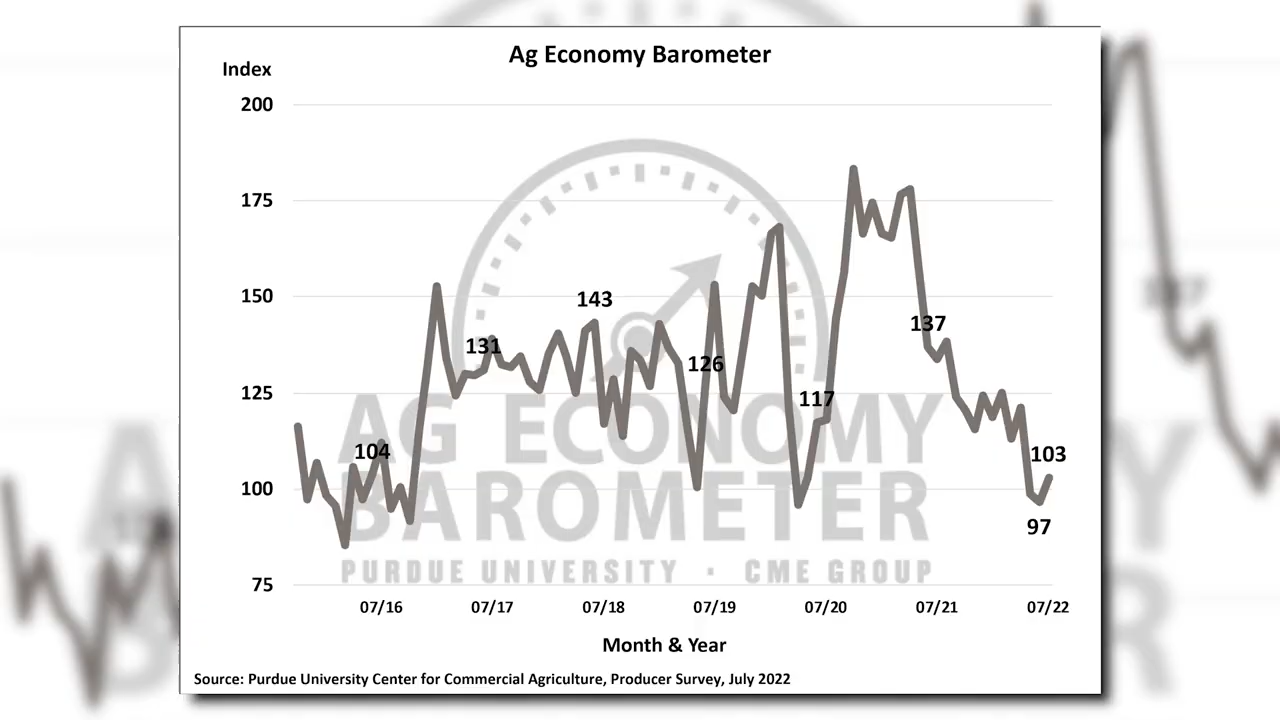 Ag Economy Barometer
Index
200
175
150
125
100
75
104
131
143
126
117
137
103
97
AG ECONOMY
BAROMETER
PURDUE UNIVERSITY · CME GROUP
07/16 07/17 07/18 07/19 07/20 07/21 07/22
Month & Year
Source: Purdue University Center for Commercial Agriculture, Producer Survey, July 2022